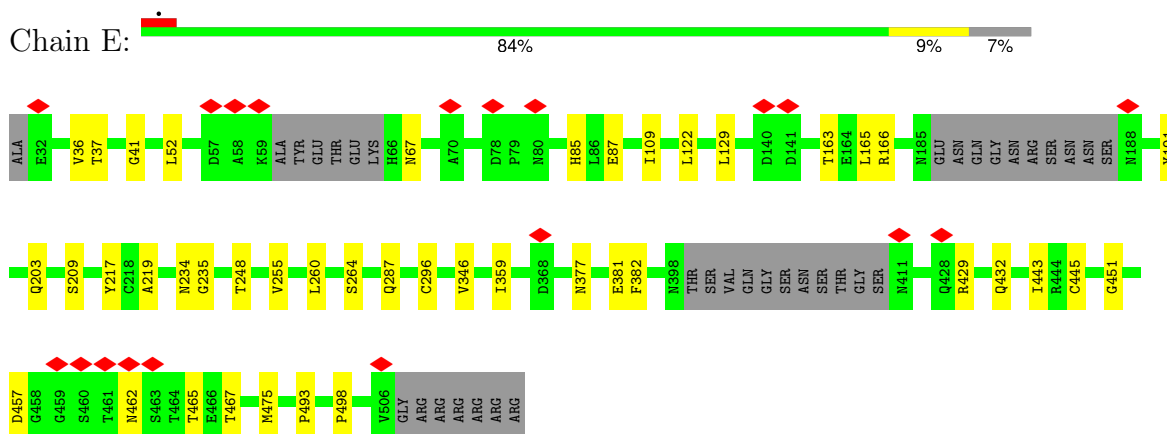 Chain E:
84% 9% 7%
ALA E32 V36 T37 G41 L52 D57 A58 K59 ALA TYR GLU THR GLU LYS H66 N67 A70 D78 P79 N80 H85 L86 E87 I109 L122 L129 D140 D141 T163 E164 L165 R166 N185 GLU ASN GLN GLY ASN ARG SER ASN ASN SER N188
Q203 S209 Y217 C218 A219 N234 G235 T248 V255 L260 S264 Q287 C296 V346 I359 D368 N377 E381 F382 N398 THR SER VAL GLN GLY SER ASN SER THR GLY SER N411 Q428 R429 Q432 I443 R444 C445 G451
D457 G458 G459 S460 T461 N462 S463 T464 T465 E466 T467 M475 P493 P498 V506 GLY ARG ARG ARG ARG ARG ARG